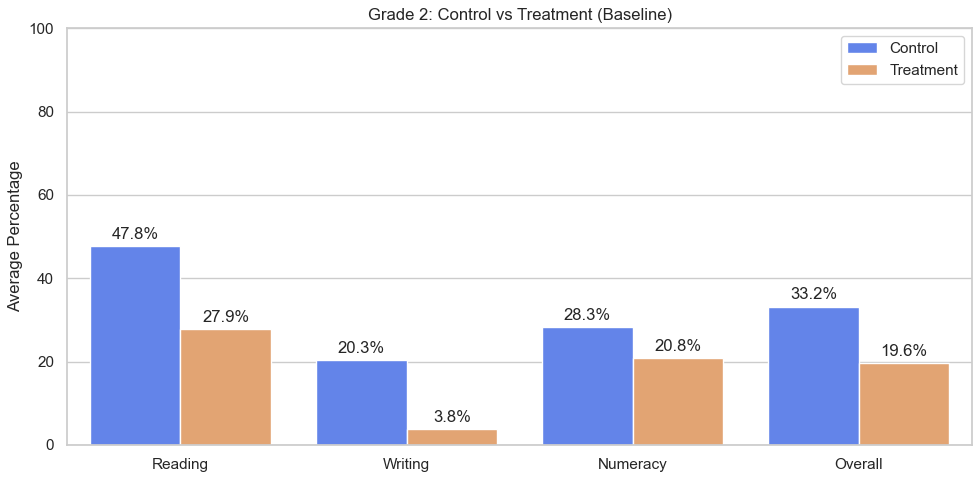 Grade 2: Control vs Treatment (Baseline)
100
80
60
40
20
0
Average Percentage
Control
Treatment
47.8%
27.9%
20.3%
3.8%
28.3%
20.8%
33.2%
19.6%
Reading
Writing
Numeracy
Overall